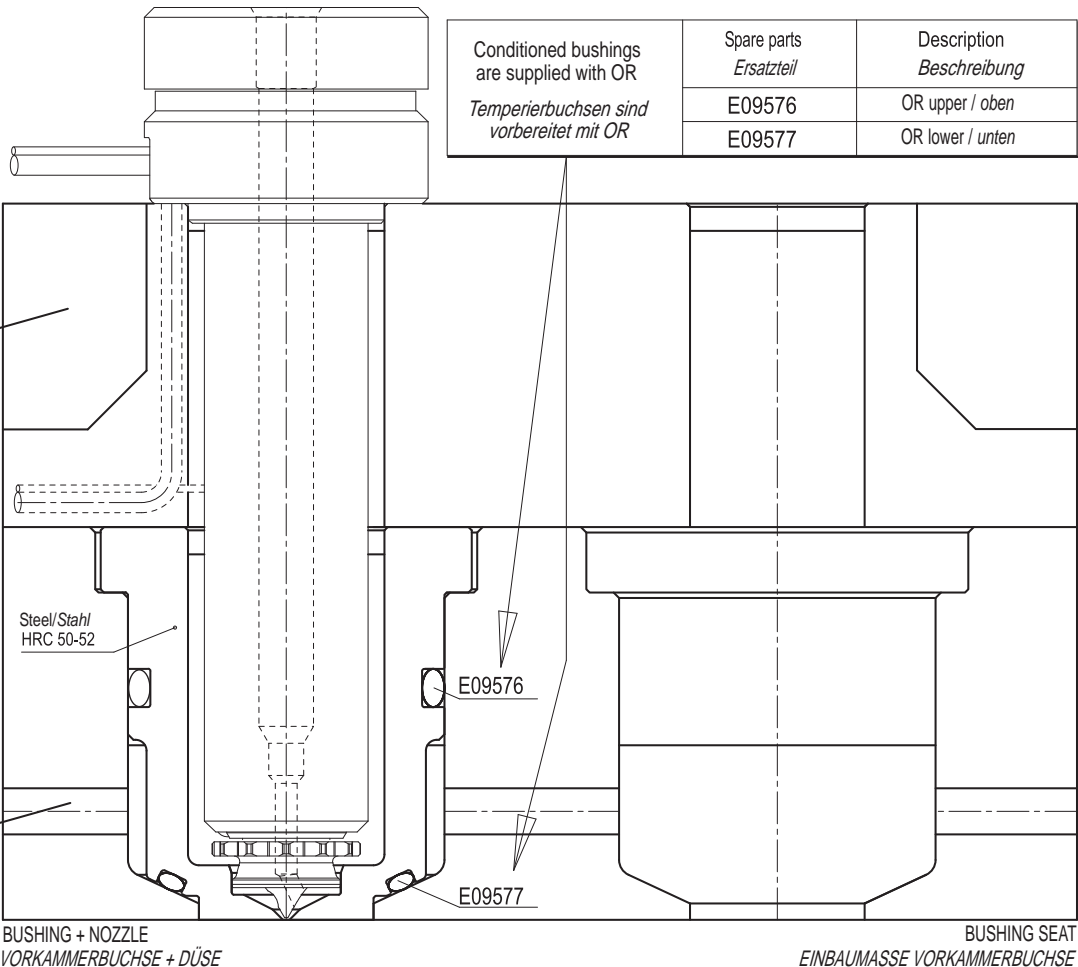 Conditioned bushings
are supplied with OR
Temperierbuchsen sind
vorbereitet mit OR
Spare parts
Ersatzteil
Description
Beschreibung
E09576
OR upper / oben
E09577
OR lower / unten
Steel/Stahl
HRC 50-52
E09576
E09577
BUSHING + NOZZLE
VORKAMMERBUCHSE + DÜSE
BUSHING SEAT
EINBAUMASSE VORKAMMERBUCHSE